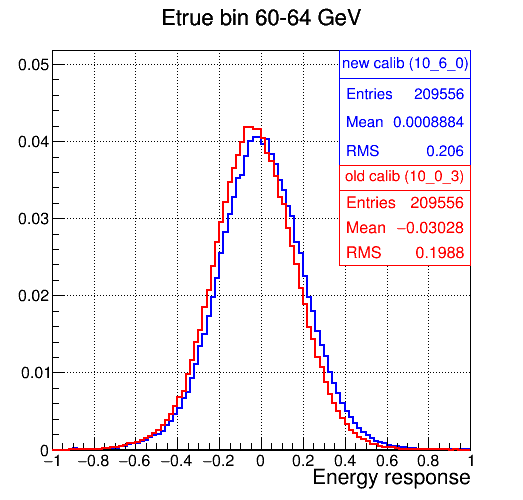 Etrue bin 60-64 GeV
new calib (10_6_0)
Entries 209556
Mean 0.0008884
RMS 0.206
old calib (10_0_3)
Entries 209556
Mean −0.03028
RMS 0.1988
0.05
0.04
0.03
0.02
0.01
0
−1 −0.8 −0.6 −0.4 −0.2 0 0.2 0.4 0.6 0.8 1
Energy response